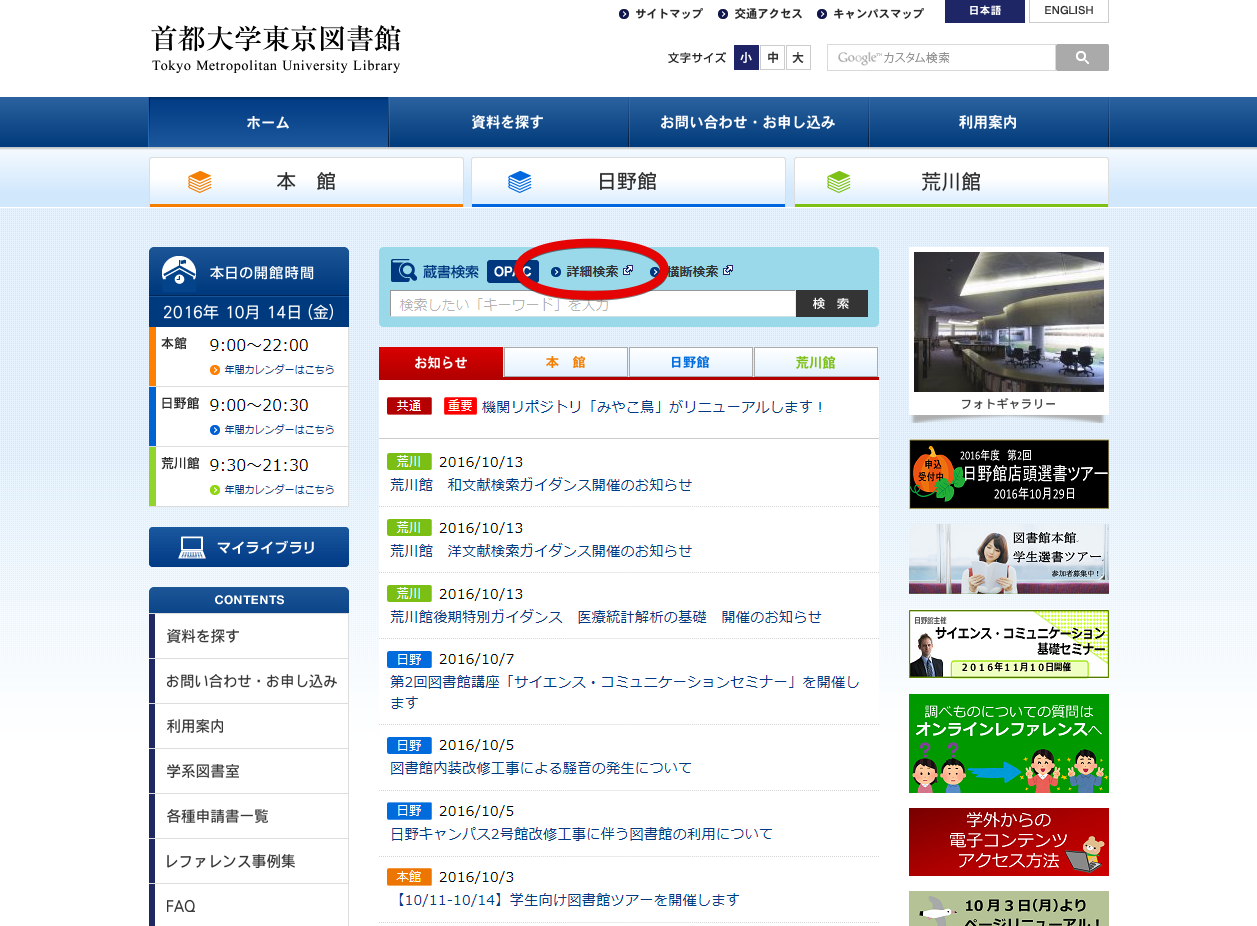 サイトマップ 交通アクセス キャンパスマップ 日本語 ENGLISH
首都大学東京図書館
Tokyo Metropolitan University Library
文字サイズ 小 中 大 Google™カスタム検索
ホーム 資料を探す お問い合わせ・お申し込み 利用案内
本 館 日野館 荒川館
本日の開館時間
2016年 10月 14日 (金)
本館 9:00～22:00
年間カレンダーはこちら
日野館 9:00～20:30
年間カレンダーはこちら
荒川館 9:30～21:30
年間カレンダーはこちら
マイライブラリ
CONTENTS
資料を探す
お問い合わせ・お申し込み
利用案内
学系図書室
各種申請書一覧
レファレンス事例集
FAQ
蔵書検索 OPAC 詳細検索 横断検索
検索したい「キーワード」を入力 検 索
お知らせ 本 館 日野館 荒川館
共通 重要 機関リポジトリ「みやこ鳥」がリニューアルします！
荒川 2016/10/13
荒川館 和文献検索ガイダンス開催のお知らせ
荒川 2016/10/13
荒川館 洋文献検索ガイダンス開催のお知らせ
荒川 2016/10/13
荒川館後期特別ガイダンス 医療統計解析の基礎 開催のお知らせ
日野 2016/10/7
第2回図書館講座「サイエンス・コミュニケーションセミナー」を開催し
ます
日野 2016/10/5
図書館内装改修工事による騒音の発生について
日野 2016/10/5
日野キャンパス2号館改修工事に伴う図書館の利用について
本館 2016/10/3
【10/11-10/14】学生向け図書館ツアーを開催します
フォトギャラリー
申込
受付中
2016年度 第2回
日野館店頭選書ツアー
2016年10月29日
図書館本館
学生選書ツアー
参加者募集中！
日野館主催
サイエンス・コミュニケーション
基礎セミナー
2016年11月10日開催
調べものについての質問は
オンラインレファレンスへ
? ?
学外からの
電子コンテンツ
アクセス方法
10月3日(月)より
ページリニューアル！